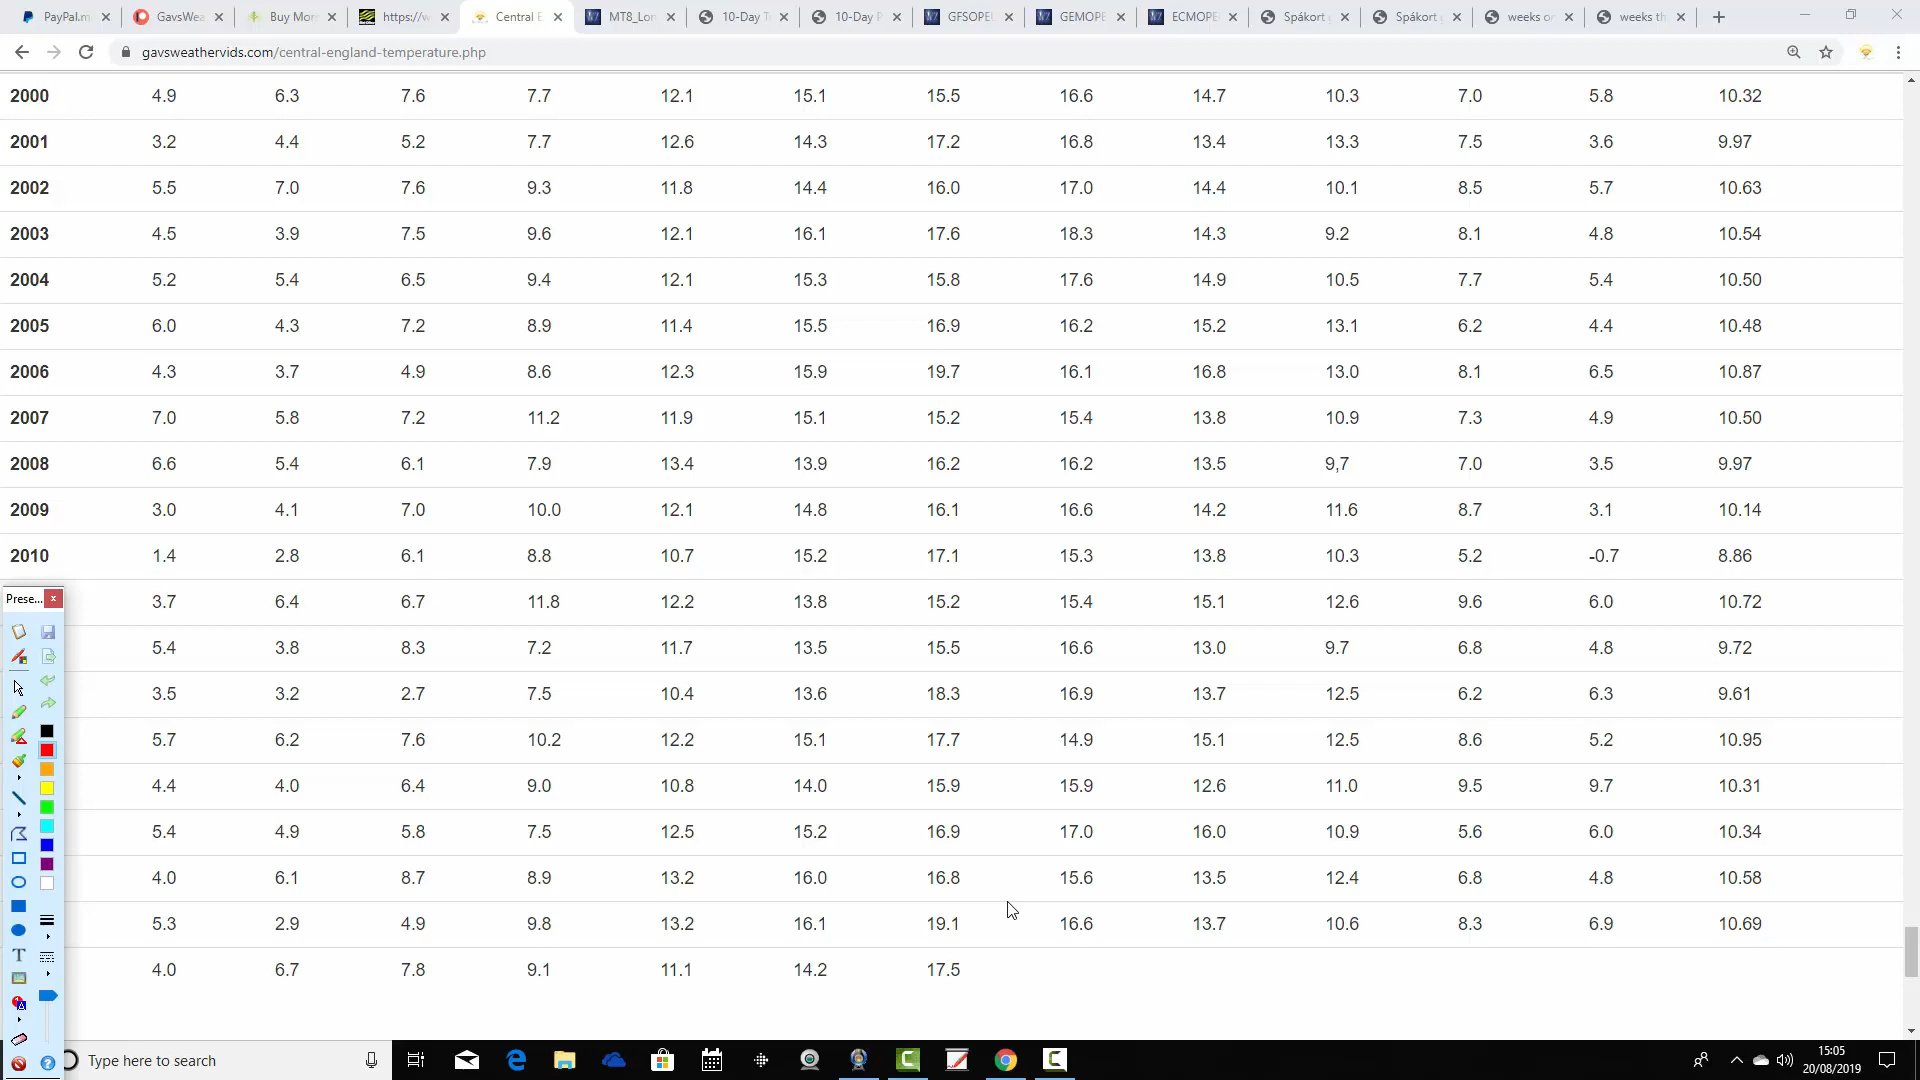 PayPal.m GavsWea Buy Mon https://w Central E MT8_Lon 10-Day T 10-Day P GFSOPEU GEMOPE ECMOPE Spákort Spákort weeks o weeks th
gavsweathervids.com/central-england-temperature.php
2000 4.9 6.3 7.6 7.7 12.1 15.1 15.5 16.6 14.7 10.3 7.0 5.8 10.32
2001 3.2 4.4 5.2 7.7 12.6 14.3 17.2 16.8 13.4 13.3 7.5 3.6 9.97
2002 5.5 7.0 7.6 9.3 11.8 14.4 16.0 17.0 14.4 10.1 8.5 5.7 10.63
2003 4.5 3.9 7.5 9.6 12.1 16.1 17.6 18.3 14.3 9.2 8.1 4.8 10.54
2004 5.2 5.4 6.5 9.4 12.1 15.3 15.8 17.6 14.9 10.5 7.7 5.4 10.50
2005 6.0 4.3 7.2 8.9 11.4 15.5 16.9 16.2 15.2 13.1 6.2 4.4 10.48
2006 4.3 3.7 4.9 8.6 12.3 15.9 19.7 16.1 16.8 13.0 8.1 6.5 10.87
2007 7.0 5.8 7.2 11.2 11.9 15.1 15.2 15.4 13.8 10.9 7.3 4.9 10.50
2008 6.6 5.4 6.1 7.9 13.4 13.9 16.2 16.2 13.5 9,7 7.0 3.5 9.97
2009 3.0 4.1 7.0 10.0 12.1 14.8 16.1 16.6 14.2 11.6 8.7 3.1 10.14
2010 1.4 2.8 6.1 8.8 10.7 15.2 17.1 15.3 13.8 10.3 5.2 -0.7 8.86
Prese...
3.7 6.4 6.7 11.8 12.2 13.8 15.2 15.4 15.1 12.6 9.6 6.0 10.72
5.4 3.8 8.3 7.2 11.7 13.5 15.5 16.6 13.0 9.7 6.8 4.8 9.72
3.5 3.2 2.7 7.5 10.4 13.6 18.3 16.9 13.7 12.5 6.2 6.3 9.61
5.7 6.2 7.6 10.2 12.2 15.1 17.7 14.9 15.1 12.5 8.6 5.2 10.95
4.4 4.0 6.4 9.0 10.8 14.0 15.9 15.9 12.6 11.0 9.5 9.7 10.31
5.4 4.9 5.8 7.5 12.5 15.2 16.9 17.0 16.0 10.9 5.6 6.0 10.34
4.0 6.1 8.7 8.9 13.2 16.0 16.8 15.6 13.5 12.4 6.8 4.8 10.58
5.3 2.9 4.9 9.8 13.2 16.1 19.1 16.6 13.7 10.6 8.3 6.9 10.69
4.0 6.7 7.8 9.1 11.1 14.2 17.5
Type here to search
15:05
20/08/2019